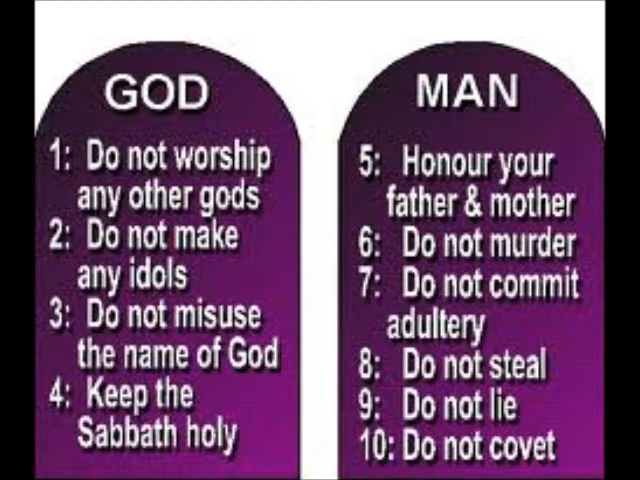 GOD
1: Do not worship
any other gods
2: Do not make
any idols
3: Do not misuse
the name of God
4: Keep the
Sabbath holy
MAN
5: Honour your
father & mother
6: Do not murder
7: Do not commit
adultery
8: Do not steal
9: Do not lie
10: Do not covet